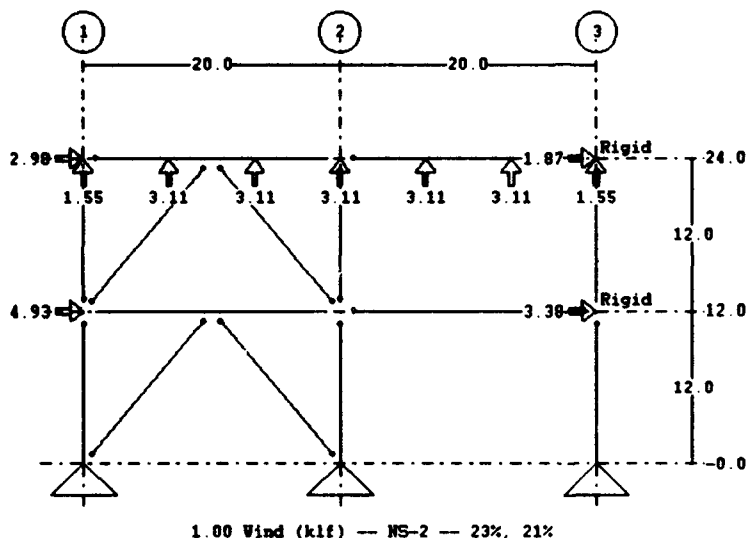 1 2 3
20.0 20.0
2.98 1.87 Rigid 24.0
1.55 3.11 3.11 3.11 3.11 3.11 1.55
12.0
4.93 3.38 Rigid 12.0
12.0
-0.0
1.00 Wind (klf) -- NS-2 -- 23%, 21%